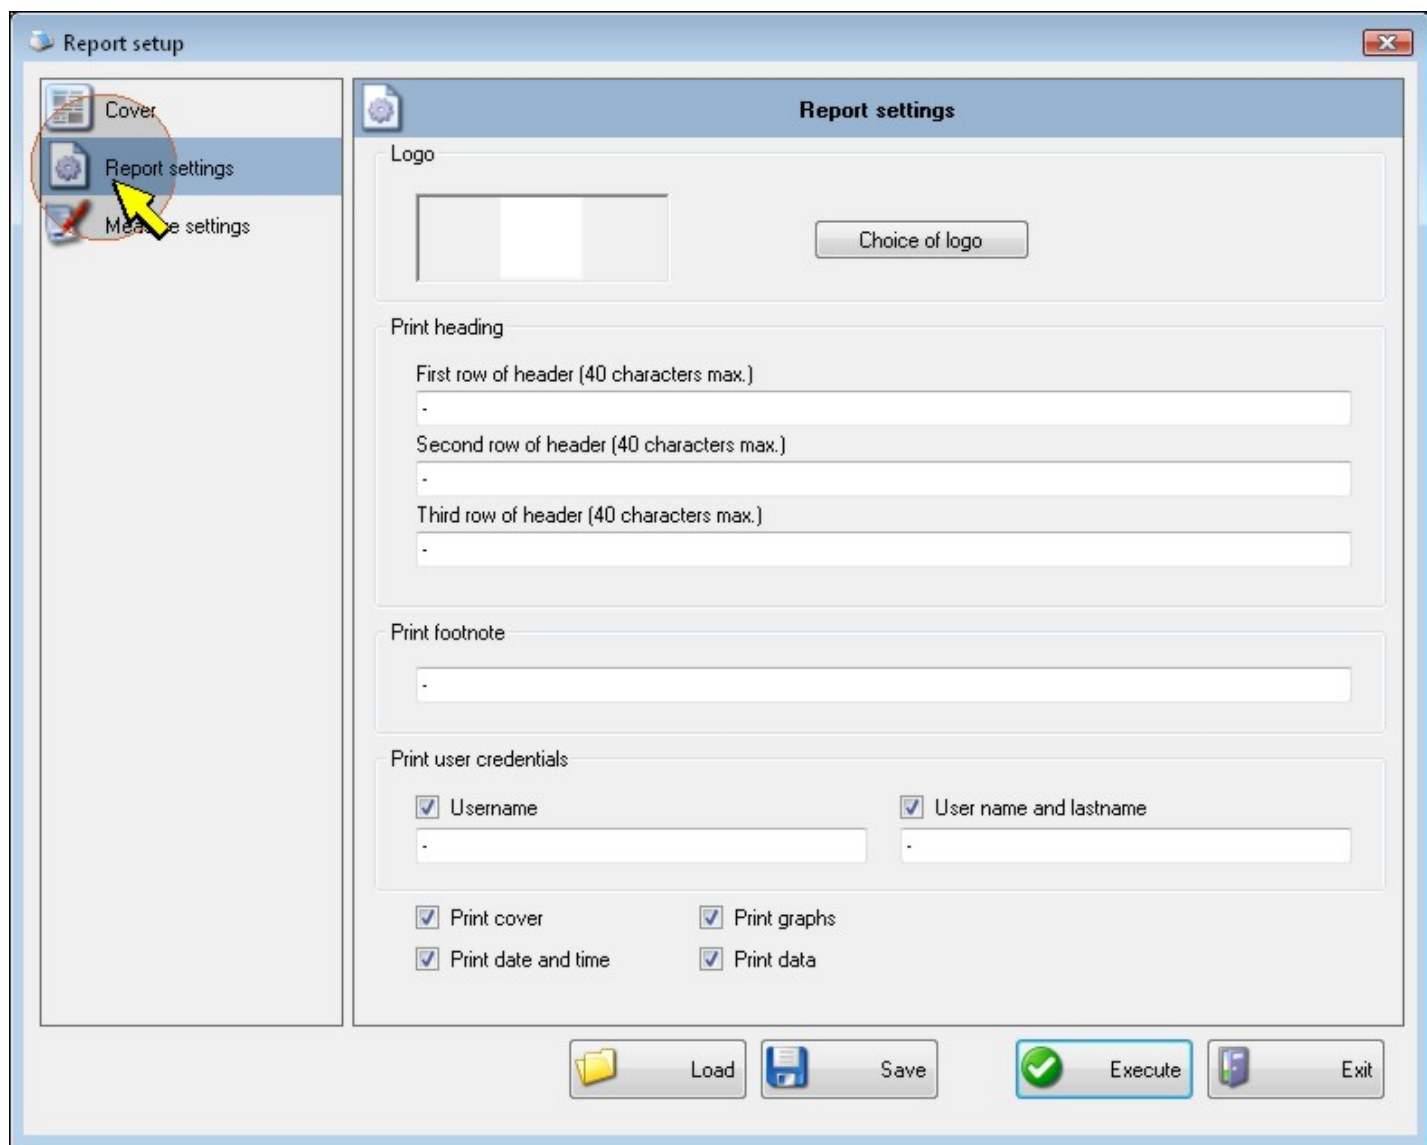 Report setup
Cover
Report settings
Measure settings
Report settings
Logo
Choice of logo
Print heading
First row of header (40 characters max.)
-
Second row of header (40 characters max.)
-
Third row of header (40 characters max.)
-
Print footnote
-
Print user credentials
Username
User name and lastname
-
-
Print cover
Print graphs
Print date and time
Print data
Load
Save
Execute
Exit